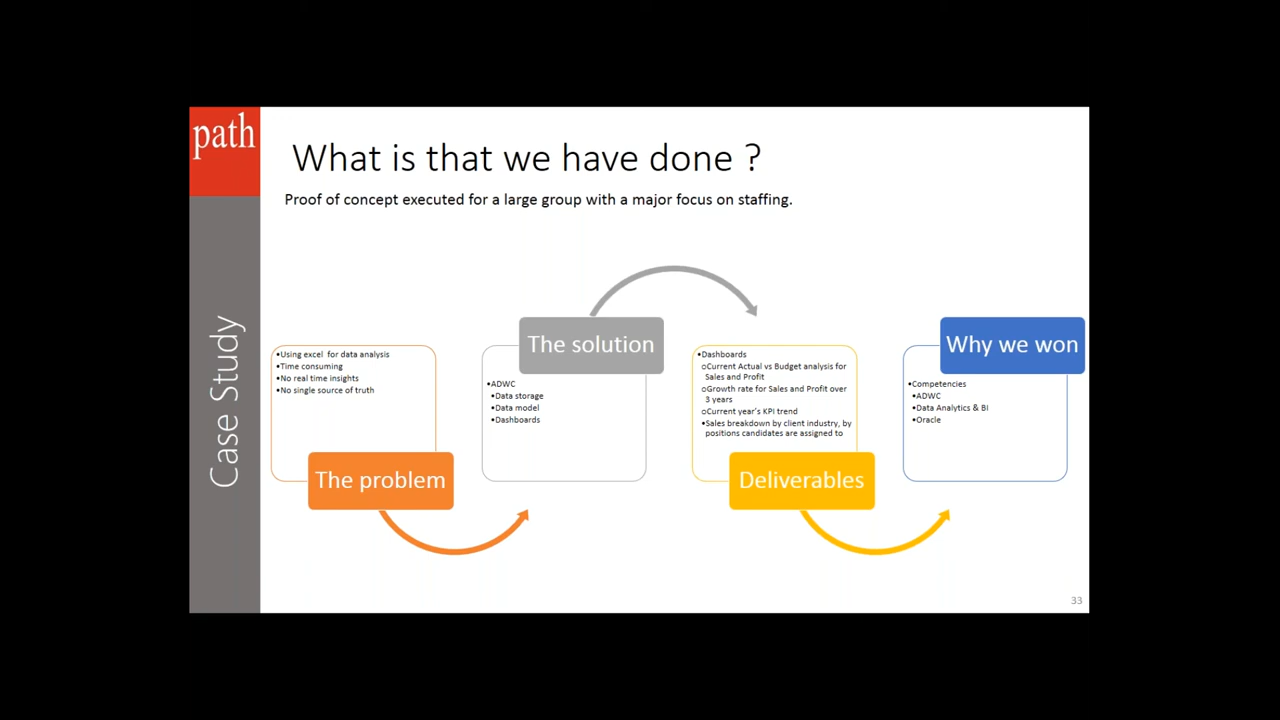 path
What is that we have done ?
Proof of concept executed for a large group with a major focus on staffing.
Case Study
•Using excel for data analysis
•Time consuming
•No real time insights
•No single source of truth
The problem
The solution
•ADWC
•Data storage
•Data model
•Dashboards
•Dashboards
oCurrent Actual vs Budget analysis for
Sales and Profit
oGrowth rate for Sales and Profit over
3 years
oCurrent year's KPI trend
•Sales breakdown by client industry, by
positions candidates are assigned to
Deliverables
Why we won
•Competencies
•ADWC
•Data Analytics & BI
•Oracle
33